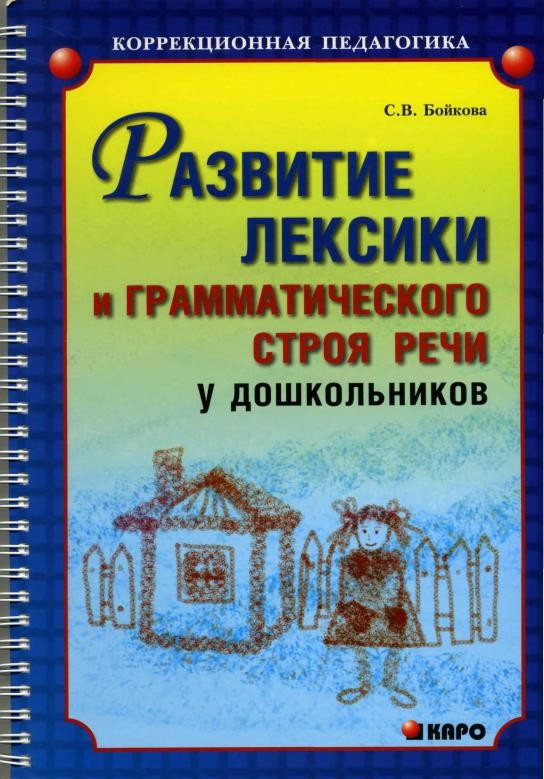 КОРРЕКЦИОННАЯ ПЕДАГОГИКА
С.В. Бойкова
РАЗВИТИЕ
ЛЕКСИКИ
И ГРАММАТИЧЕСКОГО
СТРОЯ РЕЧИ
У ДОШКОЛЬНИКОВ
КАРО